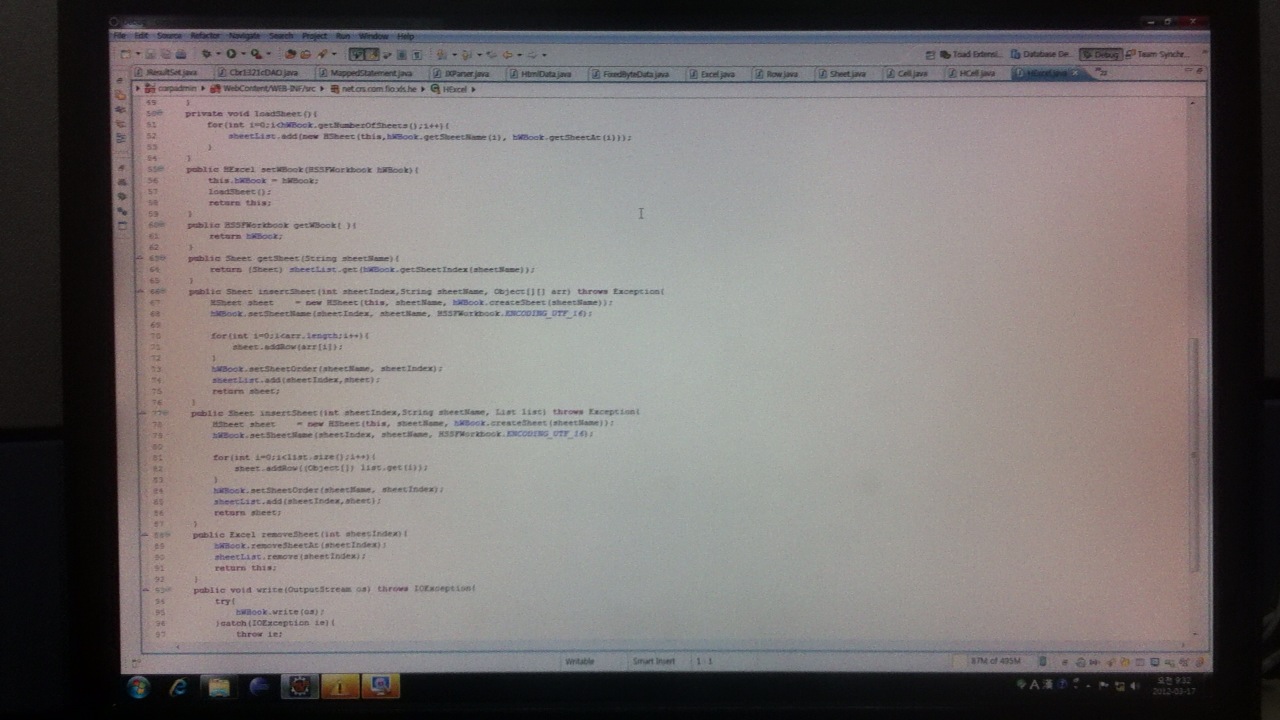 File Edit Source Refactor Navigate Search Project Run Window Help
Toad Extensi... Database De... Debug Team Synchr...
ResultSet.java Cbr1321cDAO.java MappedStatement.java IXParser.java HtmlData.java FixedByteData.java Excel.java Row.java Sheet.java Cell.java HCell.java HExcel.java
corpadmin WebContent/WEB-INF/src net.crs.com.fio.xls.he HExcel
49 }
50 private void loadSheet(){
51 for(int i=0;i<hWBook.getNumberOfSheets();i++){
52 sheetList.add(new HSheet(this,hWBook.getSheetName(i), hWBook.getSheetAt(i)));
53 }
54 }
55 public HExcel setWBook(HSSFWorkbook hWBook){
56 this.hWBook = hWBook;
57 loadSheet();
58 return this;
59 }
60 public HSSFWorkbook getWBook( ){
61 return hWBook;
62 }
63 public Sheet getSheet(String sheetName){
64 return (Sheet) sheetList.get(hWBook.getSheetIndex(sheetName));
65 }
66 public Sheet insertSheet(int sheetIndex,String sheetName, Object[][] arr) throws Exception{
67 HSheet sheet = new HSheet(this, sheetName, hWBook.createSheet(sheetName));
68 hWBook.setSheetName(sheetIndex, sheetName, HSSFWorkbook.ENCODING_UTF_16);
69
70 for(int i=0;i<arr.length;i++){
71 sheet.addRow(arr[i]);
72 }
73 hWBook.setSheetOrder(sheetName, sheetIndex);
74 sheetList.add(sheetIndex,sheet);
75 return sheet;
76 }
77 public Sheet insertSheet(int sheetIndex,String sheetName, List list) throws Exception{
78 HSheet sheet = new HSheet(this, sheetName, hWBook.createSheet(sheetName));
79 hWBook.setSheetName(sheetIndex, sheetName, HSSFWorkbook.ENCODING_UTF_16);
80
81 for(int i=0;i<list.size();i++){
82 sheet.addRow((Object[]) list.get(i));
83 }
84 hWBook.setSheetOrder(sheetName, sheetIndex);
85 sheetList.add(sheetIndex,sheet);
86 return sheet;
87 }
88 public Excel removeSheet(int sheetIndex){
89 hWBook.removeSheetAt(sheetIndex);
90 sheetList.remove(sheetIndex);
91 return this;
92 }
93 public void write(OutputStream os) throws IOException{
94 try{
95 hWBook.write(os);
96 }catch(IOException ie){
97 throw ie;
Writable Smart Insert 1 : 1 87M of 495M
A 漢 오전 9:32
2012-03-17